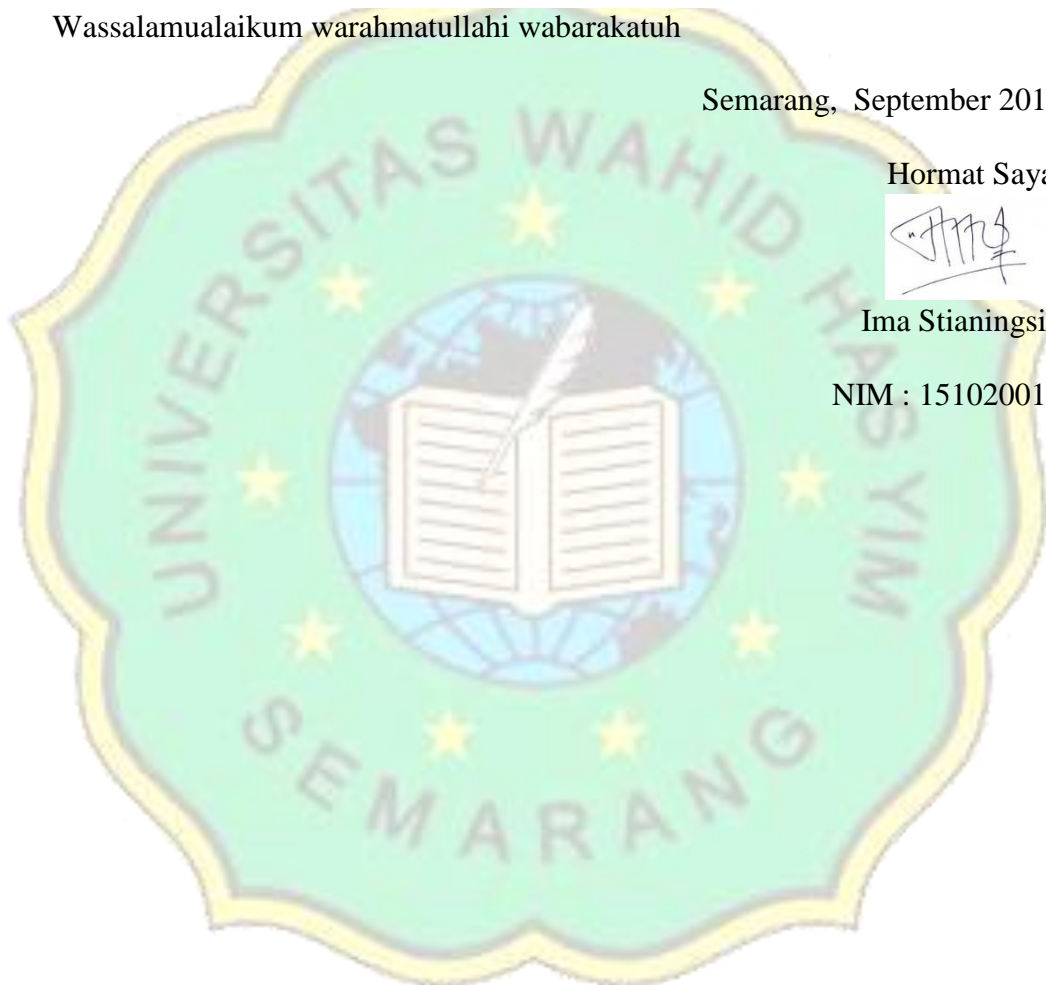 Wassalamualaikum warahmatullahi wabarakatuh
Semarang, September 201
Hormat Saya
Ima Stianingsi
NIM : 15102001
UNIVERSITAS WAHID HASYIM
SEMARANG